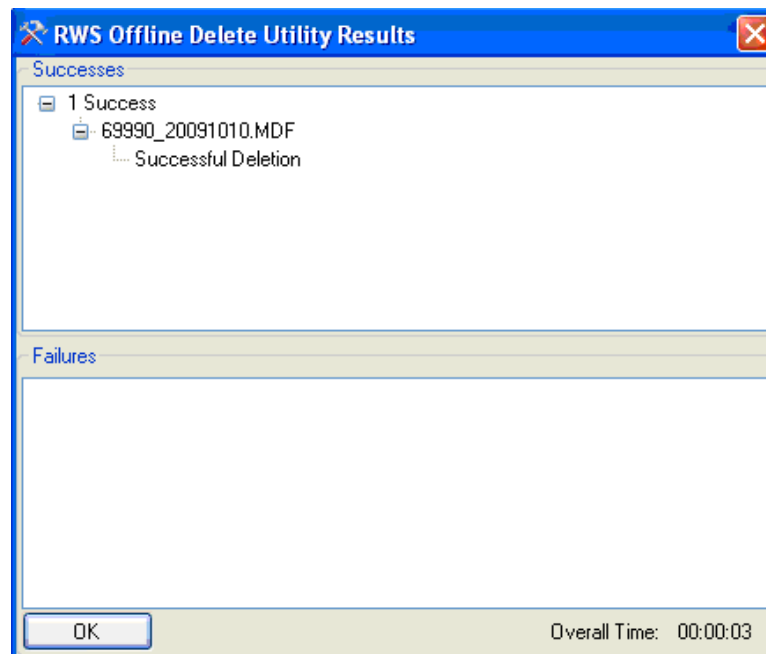 RWS Offline Delete Utility Results
Successes
1 Success
69990_20091010.MDF
Successful Deletion
Failures
OK
Overall Time: 00:00:03